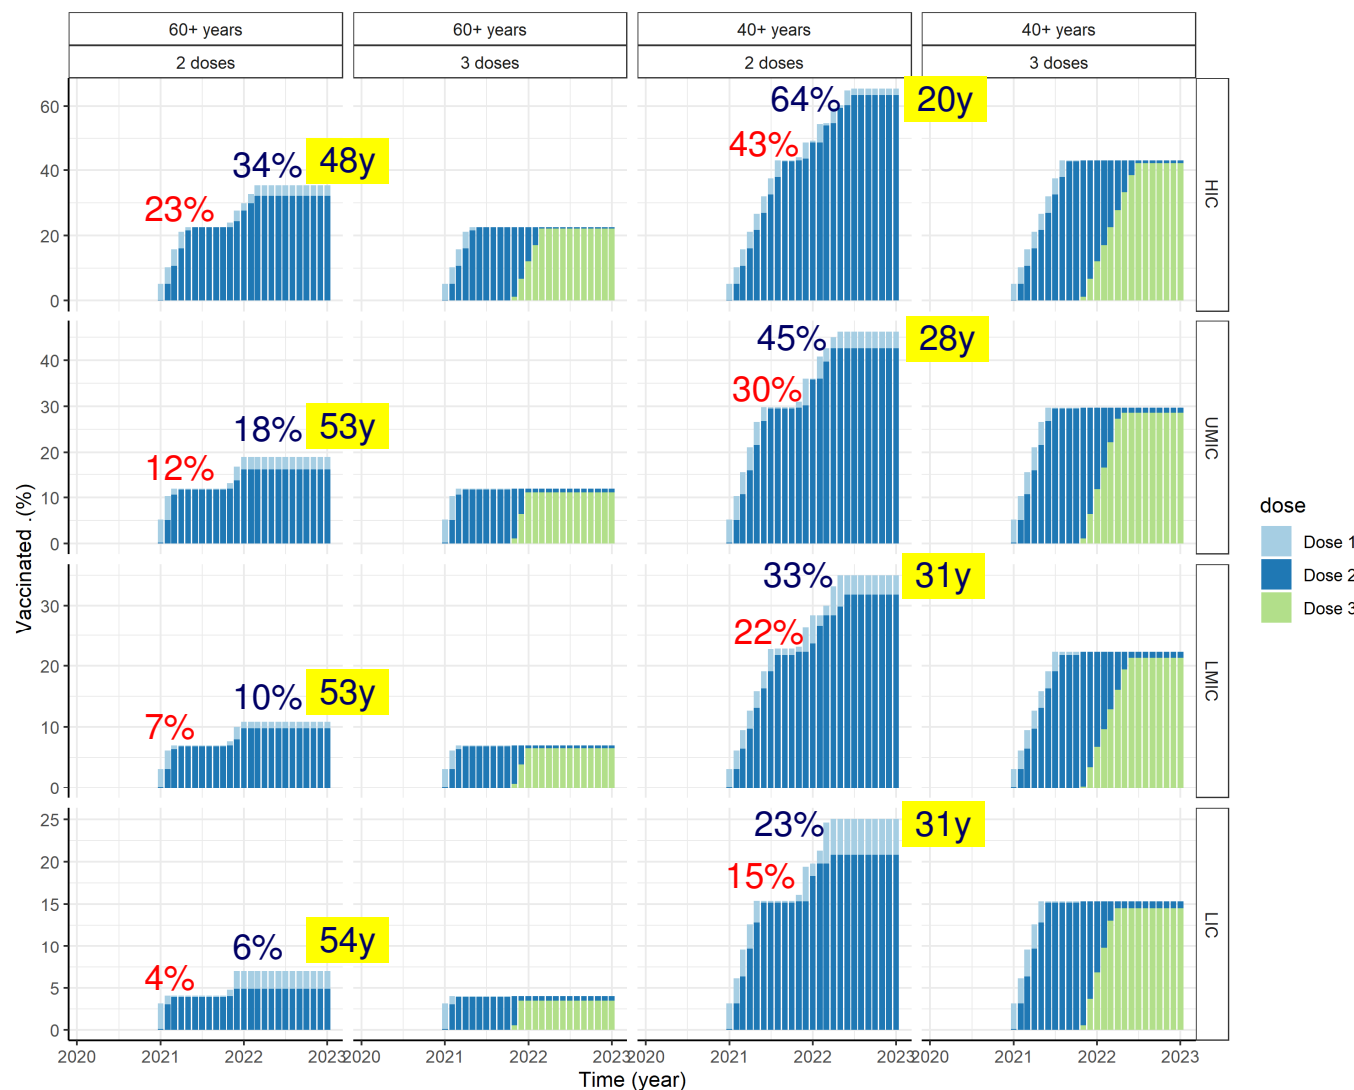 60+ years
60+ years
40+ years
40+ years
2 doses
3 doses
2 doses
3 doses
60
40
20
0
23%
34%
48y
43%
64%
20y
HIC
40
30
20
10
0
12%
18%
53y
30%
45%
28y
UMIC
30
20
10
0
7%
10%
53y
22%
33%
31y
LMIC
25
20
15
10
5
0
4%
6%
54y
15%
23%
31y
LIC
Vaccinated .(%)
2020 2021 2022 2023
2020 2021 2022 2023
2020 2021 2022 2023
2020 2021 2022 2023
Time (year)
dose
Dose 1
Dose 2
Dose 3